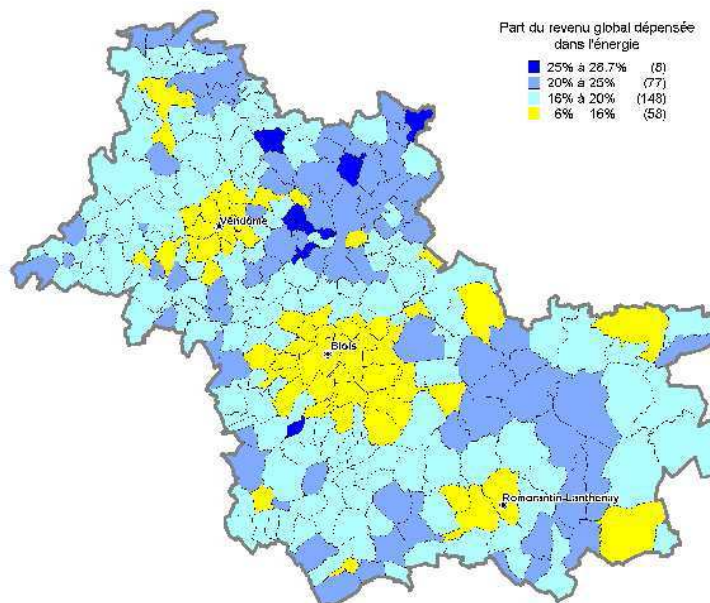 Part du revenu global dépensée
dans l'énergie
25% à 26.7% (8)
20% à 25% (77)
16% à 20% (148)
6% 16% (58)
Vendôme
Blois
Romorantin-Lanthenay